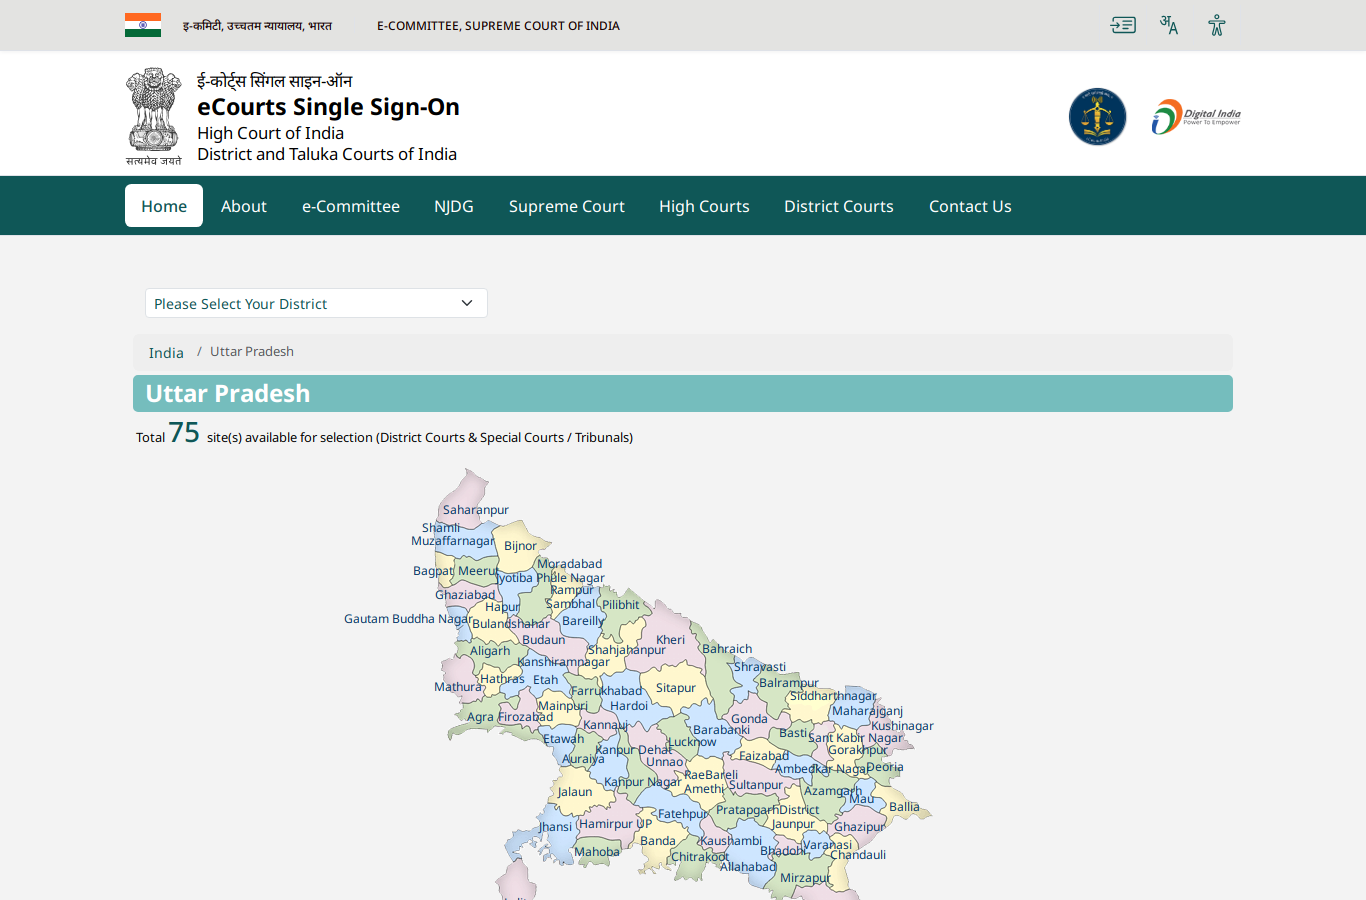 इ-कमिटी, उच्चतम न्यायालय, भारत
E-COMMITTEE, SUPREME COURT OF INDIA
अ A
ई-कोर्ट्स सिंगल साइन-ऑन
eCourts Single Sign-On
High Court of India
District and Taluka Courts of India
सत्यमेव जयते
Digital India
Power To Empower
Home
About
e-Committee
NJDG
Supreme Court
High Courts
District Courts
Contact Us
Please Select Your District
India / Uttar Pradesh
Uttar Pradesh
Total 75 site(s) available for selection (District Courts & Special Courts / Tribunals)
Saharanpur
Shamli
Muzaffarnagar
Bijnor
Moradabad
Bagpat
Meerut
Jyotiba Phule Nagar
Rampur
Ghaziabad
Hapur
Sambhal
Pilibhit
Gautam Buddha Nagar
Bulandshahar
Bareilly
Budaun
Kheri
Aligarh
Shahjahanpur
Bahraich
Kanshiramnagar
Shravasti
Hathras
Etah
Balrampur
Mathura
Farrukhabad
Sitapur
Siddharthnagar
Mainpuri
Hardoi
Maharajganj
Agra
Firozabad
Kannauj
Gonda
Kushinagar
Barabanki
Basti
Sant Kabir Nagar
Etawah
Lucknow
Kanpur Dehat
Gorakhpur
Auraiya
Unnao
Faizabad
Ambedkar Nagar
Deoria
RaeBareli
Kanpur Nagar
Amethi
Sultanpur
Jalaun
Azamgarh
Mau
Ballia
Fatehpur
PratapgarhDistrict
Jhansi
Hamirpur UP
Jaunpur
Ghazipur
Banda
Kaushambi
Varanasi
Mahoba
Chitrakoot
Bhadohi
Chandauli
Allahabad
Mirzapur